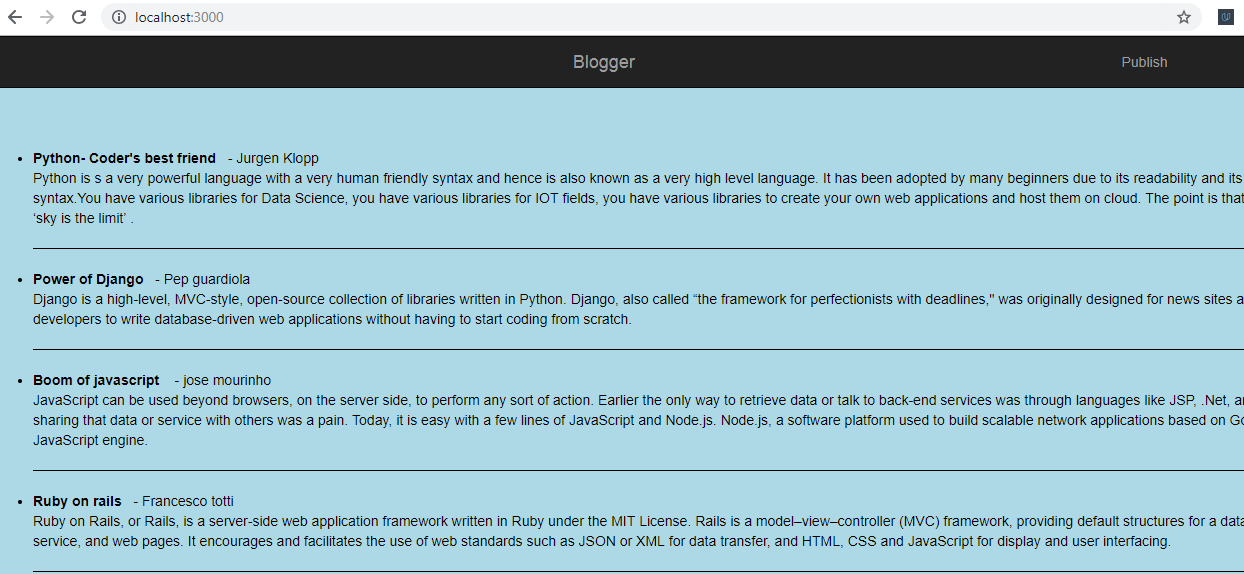 localhost:3000
Blogger
Publish
Python- Coder's best friend - Jurgen Klopp
Python is s a very powerful language with a very human friendly syntax and hence is also known as a very high level language. It has been adopted by many beginners due to its readability and its
syntax.You have various libraries for Data Science, you have various libraries for IOT fields, you have various libraries to create your own web applications and host them on cloud. The point is that
‘sky is the limit’ .
Power of Django - Pep guardiola
Django is a high-level, MVC-style, open-source collection of libraries written in Python. Django, also called “the framework for perfectionists with deadlines," was originally designed for news sites
developers to write database-driven web applications without having to start coding from scratch.
Boom of javascript - jose mourinho
JavaScript can be used beyond browsers, on the server side, to perform any sort of action. Earlier the only way to retrieve data or talk to back-end services was through languages like JSP, .Net,
sharing that data or service with others was a pain. Today, it is easy with a few lines of JavaScript and Node.js. Node.js, a software platform used to build scalable network applications based on
JavaScript engine.
Ruby on rails - Francesco totti
Ruby on Rails, or Rails, is a server-side web application framework written in Ruby under the MIT License. Rails is a model–view–controller (MVC) framework, providing default structures for a
service, and web pages. It encourages and facilitates the use of web standards such as JSON or XML for data transfer, and HTML, CSS and JavaScript for display and user interfacing.